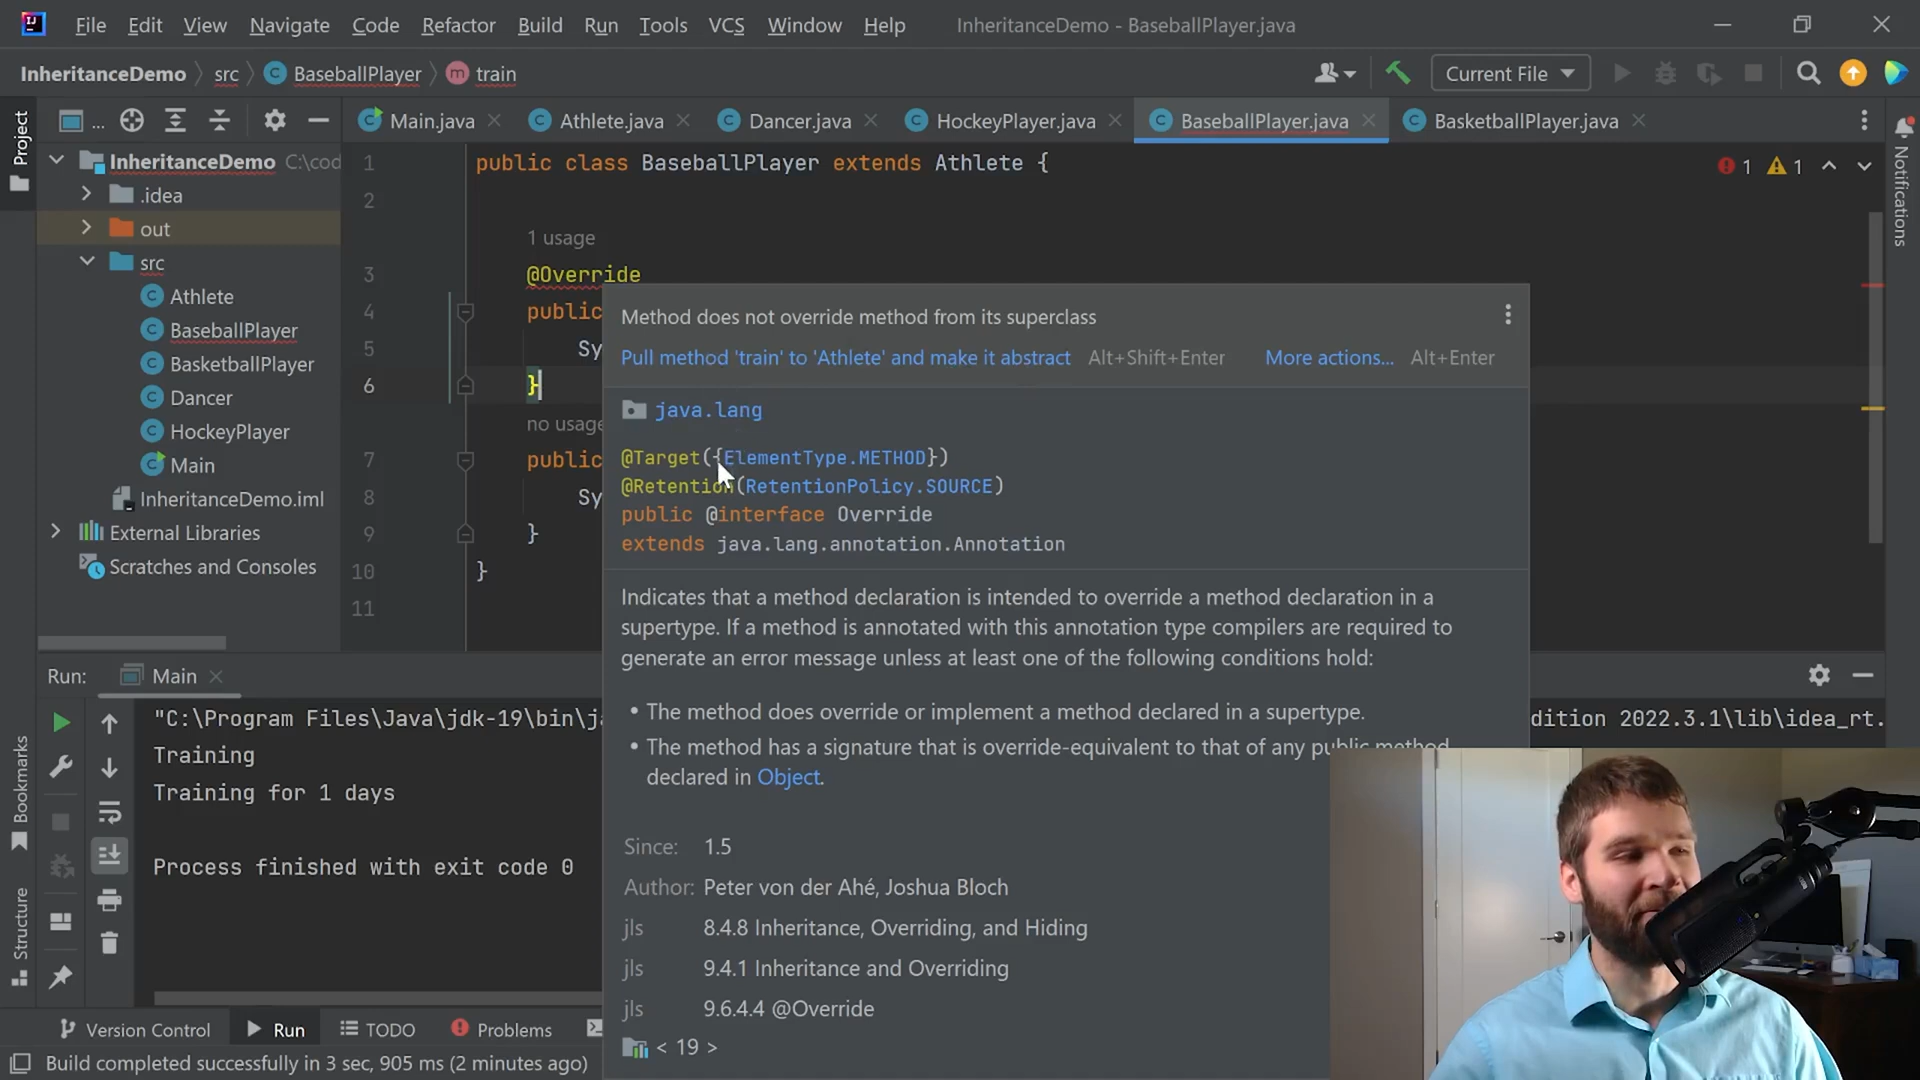 File Edit View Navigate Code Refactor Build Run Tools VCS Window Help InheritanceDemo - BaseballPlayer.java
InheritanceDemo src BaseballPlayer train Current File
Project
...
Main.java Athlete.java Dancer.java HockeyPlayer.java BaseballPlayer.java BasketballPlayer.java
Notifications
InheritanceDemo C:\cod
.idea
out
src
Athlete
BaseballPlayer
BasketballPlayer
Dancer
HockeyPlayer
Main
InheritanceDemo.iml
External Libraries
Scratches and Consoles
1 public class BaseballPlayer extends Athlete {
1 1
2
1 usage
3 @Override
4 public
5 Sy
6 }
no usage
7 public
8 Sy
9 }
10 }
11
Method does not override method from its superclass
Pull method 'train' to 'Athlete' and make it abstract Alt+Shift+Enter More actions... Alt+Enter
java.lang
@Target({ElementType.METHOD})
@Retention(RetentionPolicy.SOURCE)
public @interface Override
extends java.lang.annotation.Annotation
Indicates that a method declaration is intended to override a method declaration in a
supertype. If a method is annotated with this annotation type compilers are required to
generate an error message unless at least one of the following conditions hold:
• The method does override or implement a method declared in a supertype.
• The method has a signature that is override-equivalent to that of any public method
declared in Object.
Since: 1.5
Author: Peter von der Ahé, Joshua Bloch
jls 8.4.8 Inheritance, Overriding, and Hiding
jls 9.4.1 Inheritance and Overriding
jls 9.6.4.4 @Override
< 19 >
Run: Main
"C:\Program Files\Java\jdk-19\bin\ja
dition 2022.3.1\lib\idea_rt.
Training
Training for 1 days
Process finished with exit code 0
Bookmarks
Structure
Version Control Run TODO Problems
Build completed successfully in 3 sec, 905 ms (2 minutes ago)